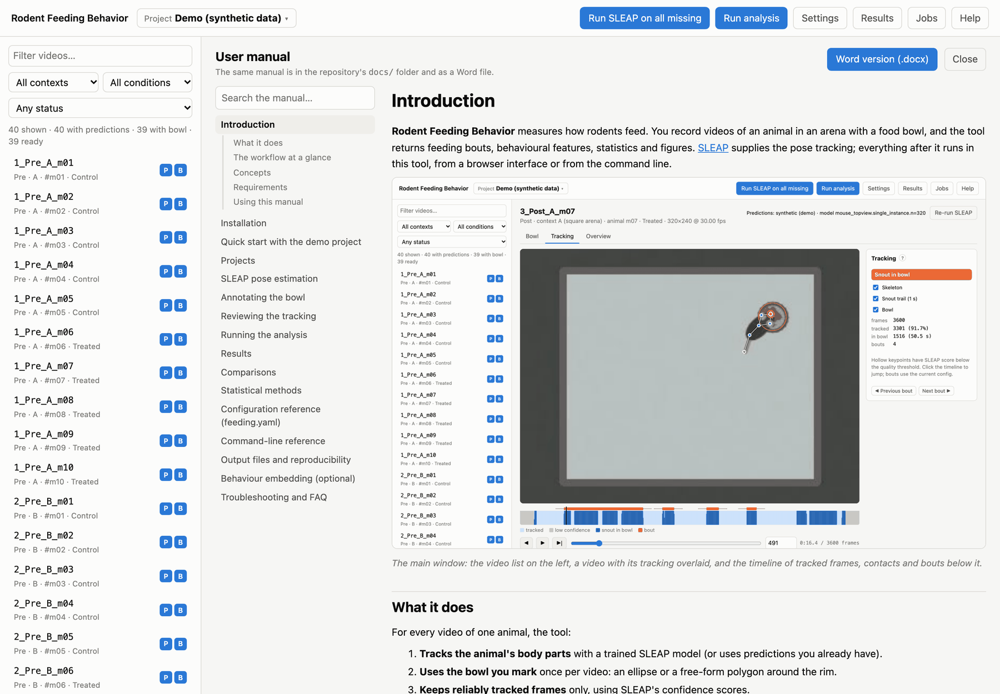 Rodent Feeding Behavior
Project Demo (synthetic data) ▾
Run SLEAP on all missing
Run analysis
Settings
Results
Jobs
Help
Filter videos...
All contexts
All conditions
Any status
40 shown · 40 with predictions · 39 with bowl ·
39 ready
1_Pre_A_m01
Pre · A · #m01 · Control
P B
1_Pre_A_m02
Pre · A · #m02 · Control
P B
1_Pre_A_m03
Pre · A · #m03 · Control
P B
1_Pre_A_m04
Pre · A · #m04 · Control
P B
1_Pre_A_m05
Pre · A · #m05 · Control
P B
1_Pre_A_m06
Pre · A · #m06 · Treated
P B
1_Pre_A_m07
Pre · A · #m07 · Treated
P B
1_Pre_A_m08
Pre · A · #m08 · Treated
P B
1_Pre_A_m09
Pre · A · #m09 · Treated
P B
1_Pre_A_m10
Pre · A · #m10 · Treated
P B
2_Pre_B_m01
Pre · B · #m01 · Control
P B
2_Pre_B_m02
Pre · B · #m02 · Control
P B
2_Pre_B_m03
Pre · B · #m03 · Control
P B
2_Pre_B_m04
Pre · B · #m04 · Control
P B
2_Pre_B_m05
Pre · B · #m05 · Control
P B
2_Pre_B_m06
Pre · B · #m06 · Treated
P B
User manual
The same manual is in the repository's docs/ folder and as a Word file.
Word version (.docx)
Close
Search the manual...
Introduction
What it does
The workflow at a glance
Concepts
Requirements
Using this manual
Installation
Quick start with the demo project
Projects
SLEAP pose estimation
Annotating the bowl
Reviewing the tracking
Running the analysis
Results
Comparisons
Statistical methods
Configuration reference
(feeding.yaml)
Command-line reference
Output files and reproducibility
Behaviour embedding (optional)
Troubleshooting and FAQ
Introduction
Rodent Feeding Behavior measures how rodents feed. You record videos of an animal in an arena with a food bowl, and the tool
returns feeding bouts, behavioural features, statistics and figures. SLEAP supplies the pose tracking; everything after it runs in
this tool, from a browser interface or from the command line.
Rodent Feeding Behavior
Project Demo (synthetic data) ▾
Run SLEAP on all missing
Run analysis
Settings
Results
Jobs
Help
Filter videos...
All contexts
All conditions
Any status
40 shown · 40 with predictions · 39 with bowl ·
39 ready
1_Pre_A_m01
Pre · A · #m01 · Control
P B
1_Pre_A_m02
Pre · A · #m02 · Control
P B
1_Pre_A_m03
Pre · A · #m03 · Control
P B
1_Pre_A_m04
Pre · A · #m04 · Control
P B
1_Pre_A_m05
Pre · A · #m05 · Control
P B
1_Pre_A_m06
Pre · A · #m06 · Treated
P B
1_Pre_A_m07
Pre · A · #m07 · Treated
P B
1_Pre_A_m08
Pre · A · #m08 · Treated
P B
1_Pre_A_m09
Pre · A · #m09 · Treated
P B
1_Pre_A_m10
Pre · A · #m10 · Treated
P B
2_Pre_B_m01
Pre · B · #m01 · Control
P B
2_Pre_B_m02
Pre · B · #m02 · Control
P B
2_Pre_B_m03
Pre · B · #m03 · Control
P B
2_Pre_B_m04
Pre · B · #m04 · Control
P B
3_Post_A_m07
Post · context A (square arena) · animal m07 · Treated · 320×240 @ 30.00 fps
Predictions: synthetic (demo) · model mouse_topview.single_instance.n=320
Re-run SLEAP
Bowl
Tracking
Overview
Tracking ?
Snout in bowl
Skeleton
Snout trail (1 s)
Bowl
frames 3600
tracked 3301 (91.7%)
in bowl 1516 (50.5 s)
bouts 4
Hollow keypoints have SLEAP score below
the quality threshold. Click the timeline to
jump; bouts use the current config.
◀ Previous bout
Next bout ▶
tracked
low confidence
snout in bowl
bout
491
0:16.4 / 3600 frames
The main window: the video list on the left, a video with its tracking overlaid, and the timeline of tracked frames, contacts and bouts below it.
What it does
For every video of one animal, the tool:
1. Tracks the animal's body parts with a trained SLEAP model (or uses predictions you already have).
2. Uses the bowl you mark once per video: an ellipse or a free-form polygon around the rim.
3. Keeps reliably tracked frames only, using SLEAP's confidence scores.